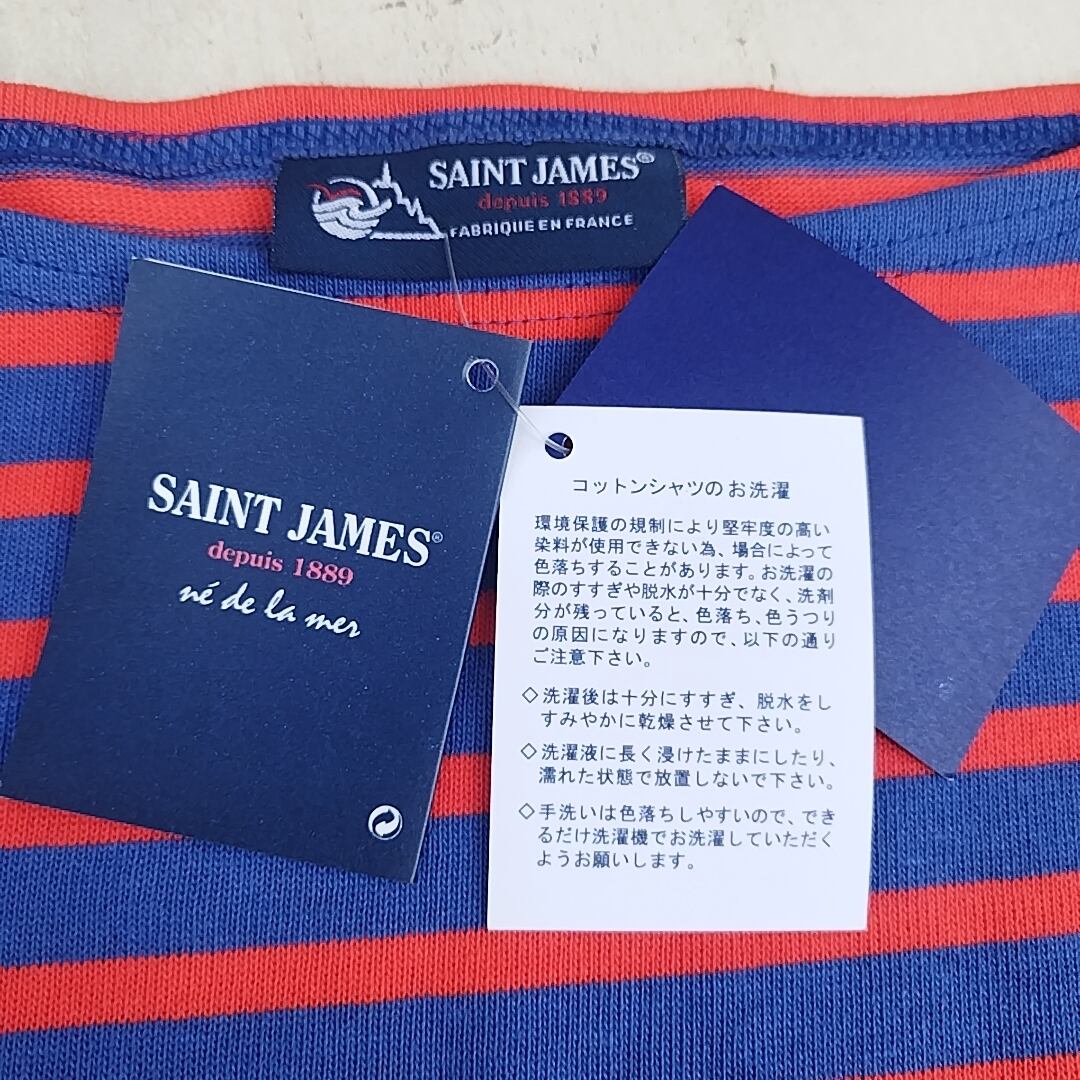 SAINT JAMES®
depuis 1889
FABRIQUE EN FRANCE
SAINT JAMES®
depuis 1889
né de la mer
コットンシャツのお洗濯
環境保護の規制により堅牢度の高い
染料が使用できない為、場合によって
色落ちすることがあります。お洗濯の
際のすすぎや脱水が十分でなく、洗剤
分が残っていると、色落ち、色うつり
の原因になりますので、以下の通り
ご注意下さい。
◇洗濯後は十分にすすぎ、脱水をし
すみやかに乾燥させて下さい。
◇洗濯液に長く浸けたままにしたり、
濡れた状態で放置しないで下さい。
◇手洗いは色落ちしやすいので、でき
るだけ洗濯機でお洗濯していただく
ようお願いします。